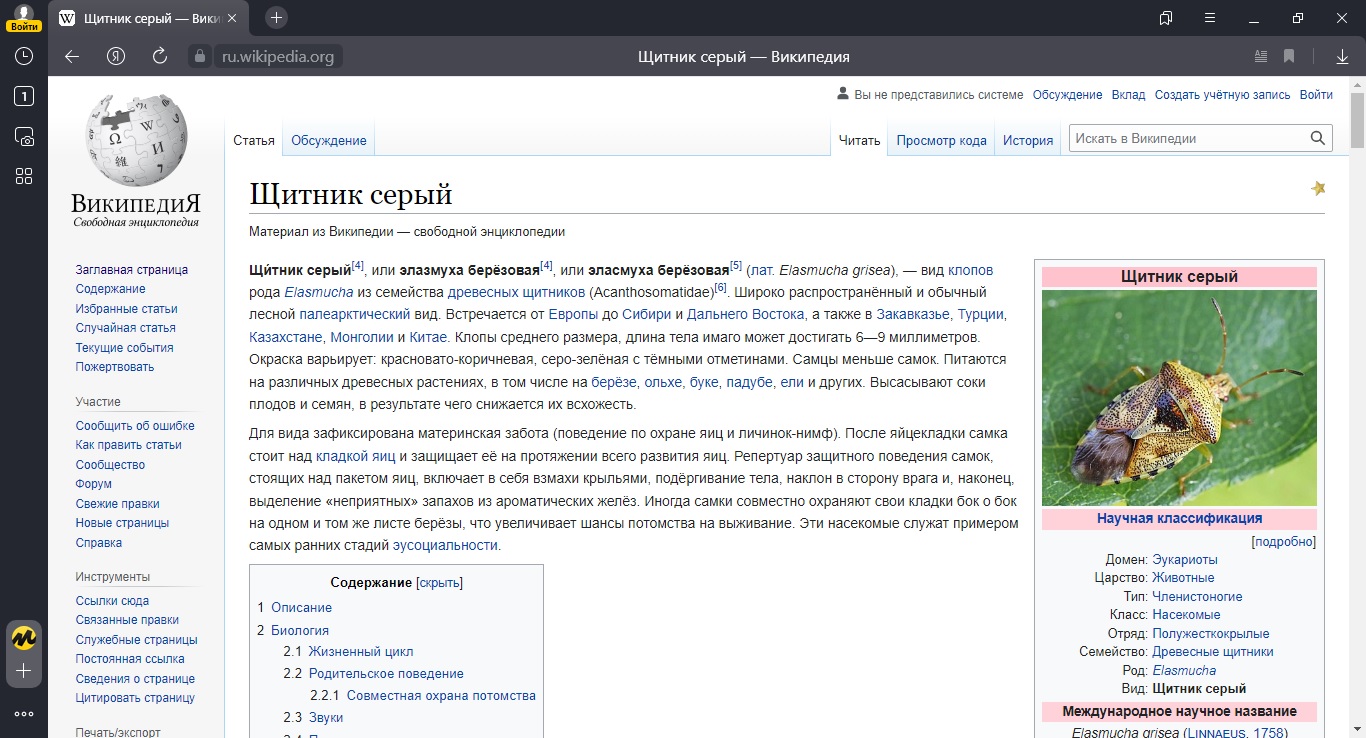 Войти
Щитник серый — Вики
ru.wikipedia.org
Щитник серый — Википедия
1
Вы не представились системе Обсуждение Вклад Создать учётную запись Войти
Статья Обсуждение Читать Просмотр кода История Искать в Википедии
ВикипедиЯ
Свободная энциклопедия
Заглавная страница
Содержание
Избранные статьи
Случайная статья
Текущие события
Пожертвовать
Участие
Сообщить об ошибке
Как править статьи
Сообщество
Форум
Свежие правки
Новые страницы
Справка
Инструменты
Ссылки сюда
Связанные правки
Служебные страницы
Постоянная ссылка
Сведения о странице
Цитировать страницу
Печать/экспорт
Щитник серый
Материал из Википедии — свободной энциклопедии
Щи́тник серый[4], или элазмуха берёзовая[4], или эласмуха берёзовая[5] (лат. Elasmucha grisea), — вид клопов
рода Elasmucha из семейства древесных щитников (Acanthosomatidae)[6]. Широко распространённый и обычный
лесной палеарктический вид. Встречается от Европы до Сибири и Дальнего Востока, а также в Закавказье, Турции,
Казахстане, Монголии и Китае. Клопы среднего размера, длина тела имаго может достигать 6—9 миллиметров.
Окраска варьирует: красновато-коричневая, серо-зелёная с тёмными отметинами. Самцы меньше самок. Питаются
на различных древесных растениях, в том числе на берёзе, ольхе, буке, падубе, ели и других. Высасывают соки
плодов и семян, в результате чего снижается их всхожесть.
Для вида зафиксирована материнская забота (поведение по охране яиц и личинок-нимф). После яйцекладки самка
стоит над кладкой яиц и защищает её на протяжении всего развития яиц. Репертуар защитного поведения самок,
стоящих над пакетом яиц, включает в себя взмахи крыльями, подёргивание тела, наклон в сторону врага и, наконец,
выделение «неприятных» запахов из ароматических желёз. Иногда самки совместно охраняют свои кладки бок о бок
на одном и том же листе берёзы, что увеличивает шансы потомства на выживание. Эти насекомые служат примером
самых ранних стадий эусоциальности.
Содержание [скрыть]
1 Описание
2 Биология
2.1 Жизненный цикл
2.2 Родительское поведение
2.2.1 Совместная охрана потомства
2.3 Звуки
Щитник серый
Научная классификация
[подробно]
Домен: Эукариоты
Царство: Животные
Тип: Членистоногие
Класс: Насекомые
Отряд: Полужесткокрылые
Семейство: Древесные щитники
Род: Elasmucha
Вид: Щитник серый
Международное научное название
Elasmucha grisea (Linnaeus, 1758)